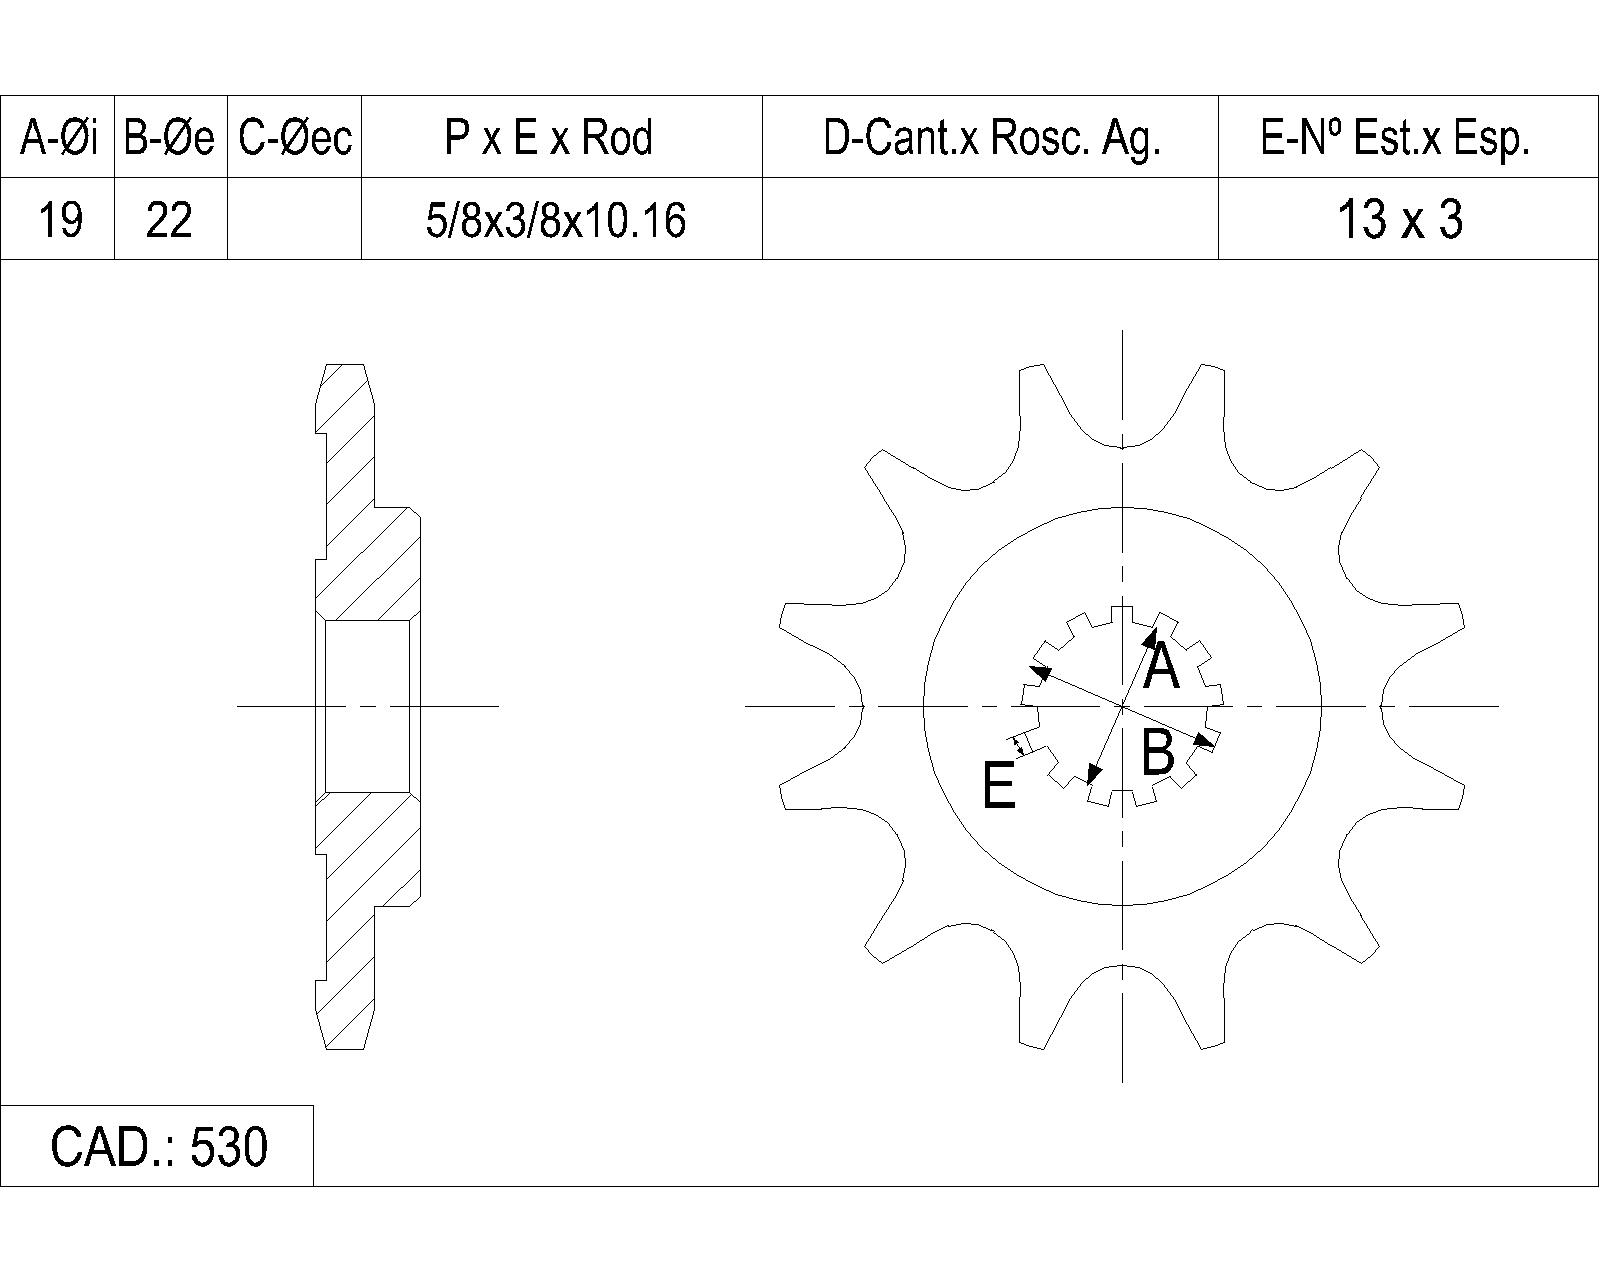 A-Øi B-Øe C-Øec P x E x Rod D-Cant.x Rosc. Ag. E-Nº Est.x Esp.
19 22 5/8x3/8x10.16 13 x 3
A
B
E
CAD.: 530